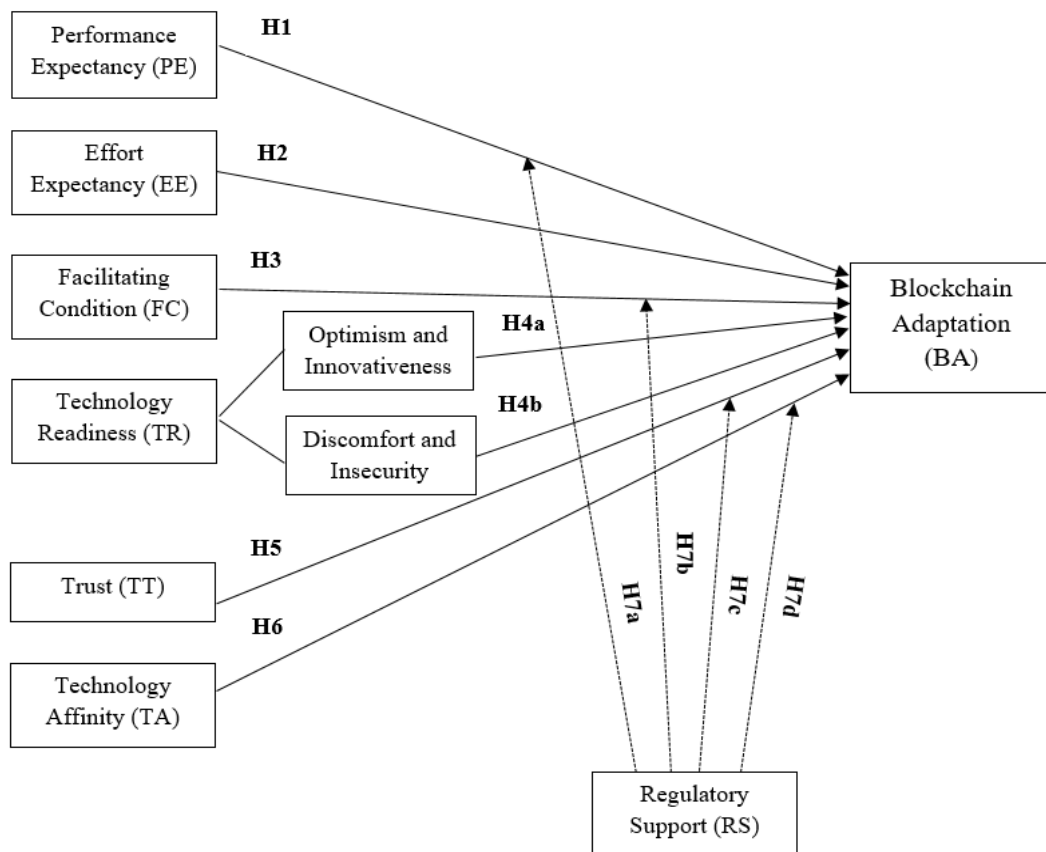 H1
Performance
Expectancy (PE)
H2
Effort
Expectancy (EE)
H3
Facilitating
Condition (FC)
H4a
Optimism and
Innovativeness
Blockchain
Adaptation
(BA)
Technology
Readiness (TR)
H4b
Discomfort and
Insecurity
H5
Trust (TT)
H6
Technology
Affinity (TA)
H7a
H7b
H7c
H7d
Regulatory
Support (RS)